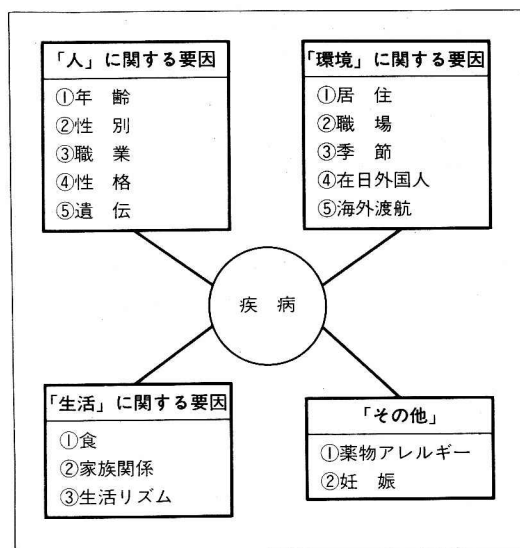 「人」に関する要因
①年 齢
②性 別
③職 業
④性 格
⑤遺 伝
「環境」に関する要因
①居 住
②職 場
③季 節
④在日外国人
⑤海外渡航
疾 病
「生活」に関する要因
①食
②家族関係
③生活リズム
「その他」
①薬物アレルギー
②妊 娠